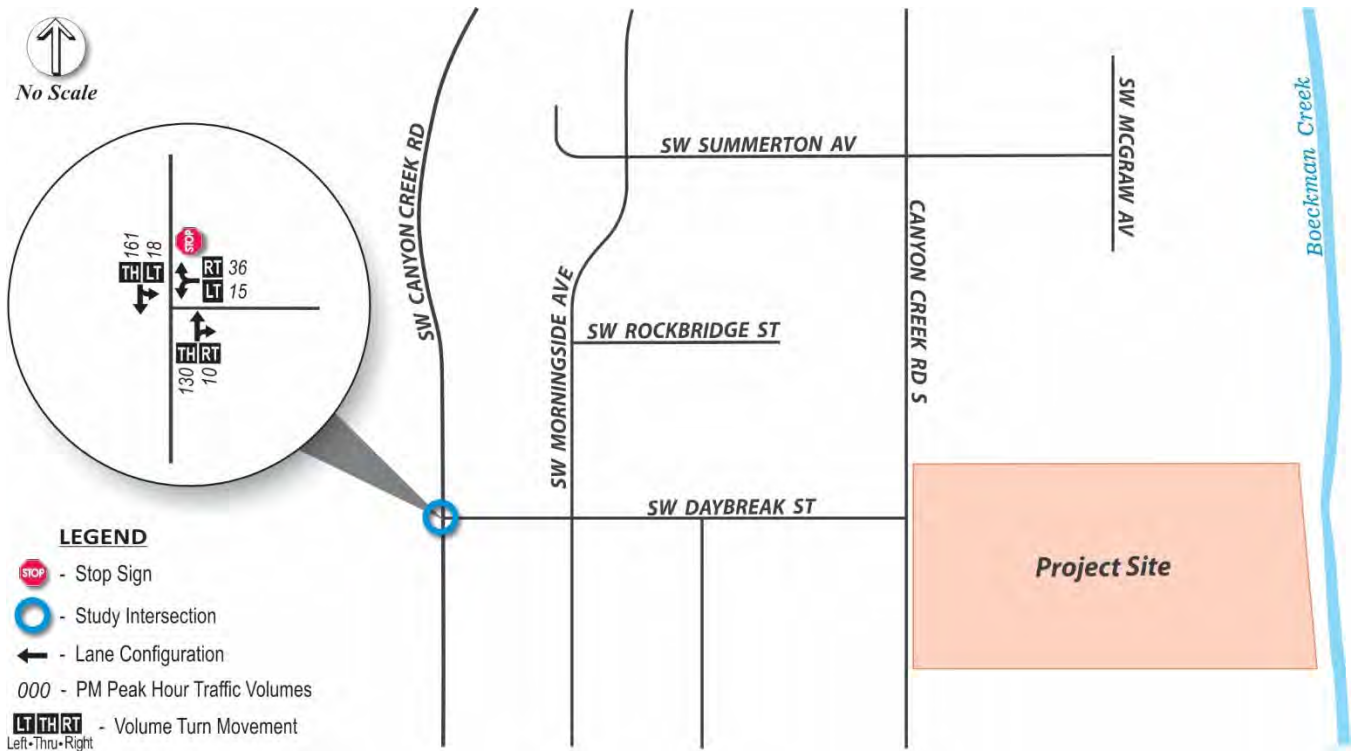 No Scale
161
18
STOP
TH LT
RT 36
LT 15
TH RT
130
10
SW CANYON CREEK RD
SW MORNINGSIDE AVE
SW SUMMERTON AV
SW ROCKBRIDGE ST
CANYON CREEK RD S
SW MCGRAW AV
Boeckman Creek
SW DAYBREAK ST
Project Site
LEGEND
STOP - Stop Sign
- Study Intersection
- Lane Configuration
000 - PM Peak Hour Traffic Volumes
LT TH RT - Volume Turn Movement
Left•Thru•Right